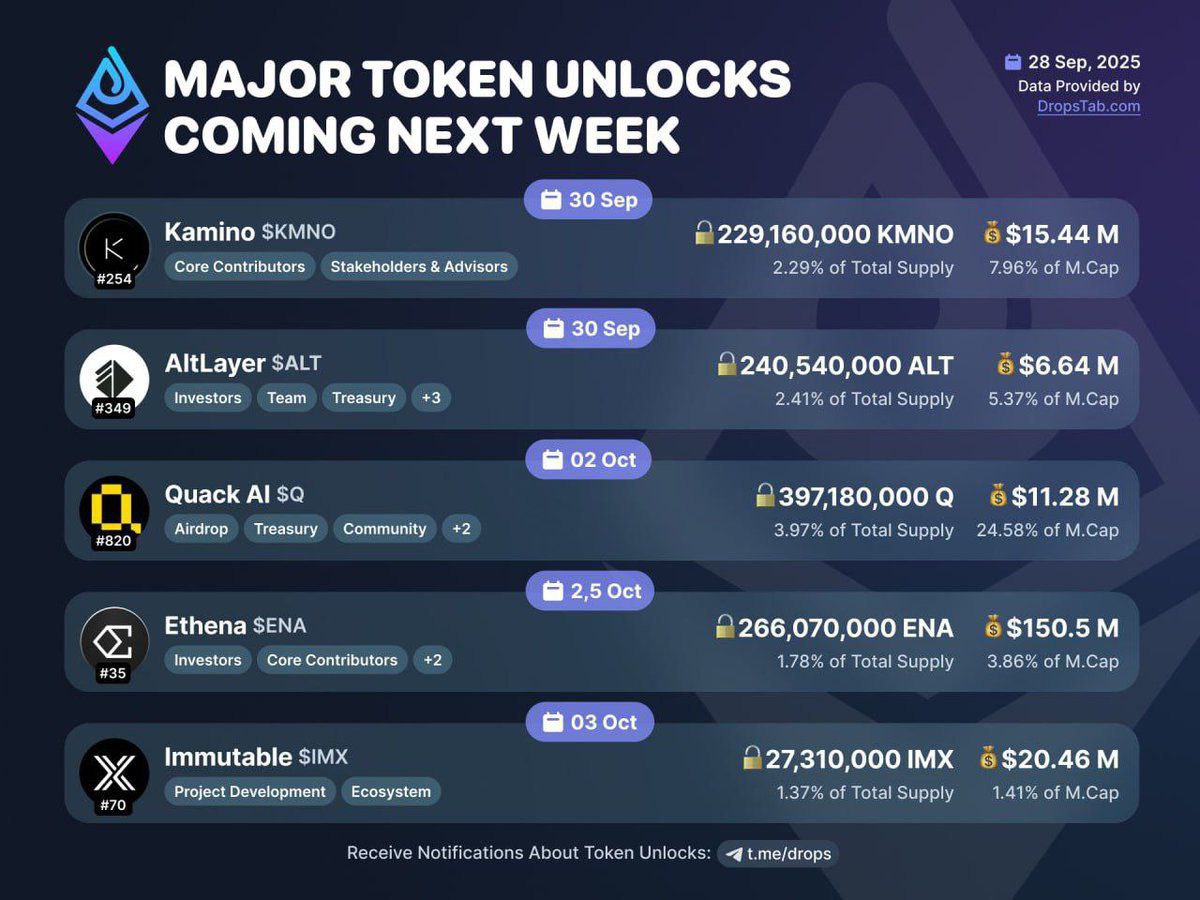 MAJOR TOKEN UNLOCKS
COMING NEXT WEEK
28 Sep, 2025
Data Provided by
DropsTab.com
30 Sep
Kamino $KMNO
#254
Core Contributors Stakeholders & Advisors
229,160,000 KMNO $15.44 M
2.29% of Total Supply 7.96% of M.Cap
30 Sep
AltLayer $ALT
#349
Investors Team Treasury +3
240,540,000 ALT $6.64 M
2.41% of Total Supply 5.37% of M.Cap
02 Oct
Quack AI $Q
#820
Airdrop Treasury Community +2
397,180,000 Q $11.28 M
3.97% of Total Supply 24.58% of M.Cap
2,5 Oct
Ethena $ENA
#35
Investors Core Contributors +2
266,070,000 ENA $150.5 M
1.78% of Total Supply 3.86% of M.Cap
03 Oct
Immutable $IMX
#70
Project Development Ecosystem
27,310,000 IMX $20.46 M
1.37% of Total Supply 1.41% of M.Cap
Receive Notifications About Token Unlocks: t.me/drops